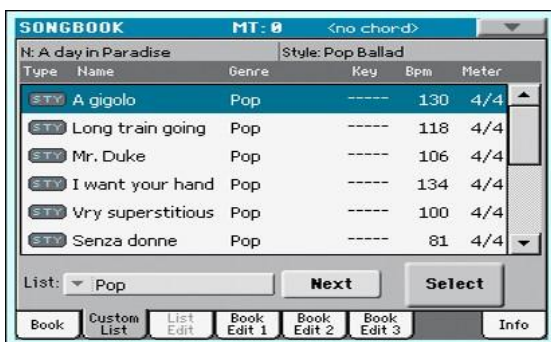 SONGBOOK MT: 0 <no chord>
N: A day in Paradise Style: Pop Ballad
Type Name Genre Key Bpm Meter
STY A gigolo Pop ----- 130 4/4
STY Long train going Pop ----- 118 4/4
STY Mr. Duke Pop ----- 106 4/4
STY I want your hand Pop ----- 134 4/4
STY Vry superstitious Pop ----- 100 4/4
STY Senza donne Pop ----- 81 4/4
List: Pop Next Select
Book Custom List List Edit Book Edit 1 Book Edit 2 Book Edit 3 Info